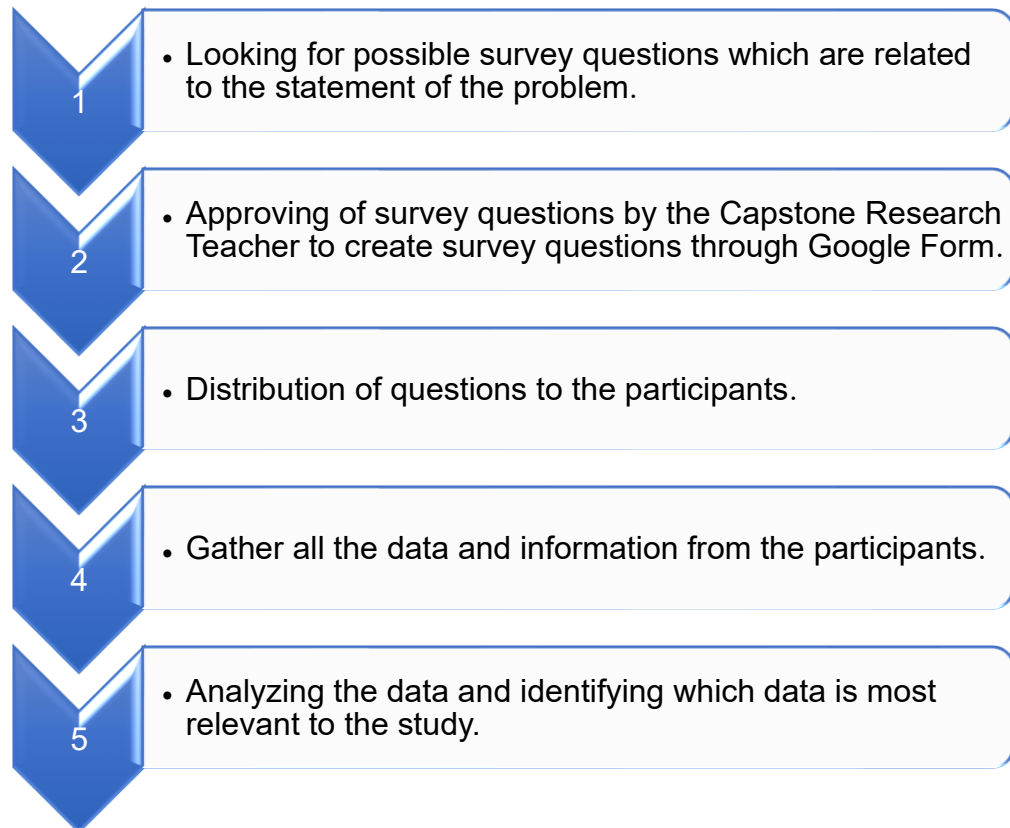 1
• Looking for possible survey questions which are related
to the statement of the problem.
2
• Approving of survey questions by the Capstone Research
Teacher to create survey questions through Google Form.
3
• Distribution of questions to the participants.
4
• Gather all the data and information from the participants.
5
• Analyzing the data and identifying which data is most
relevant to the study.